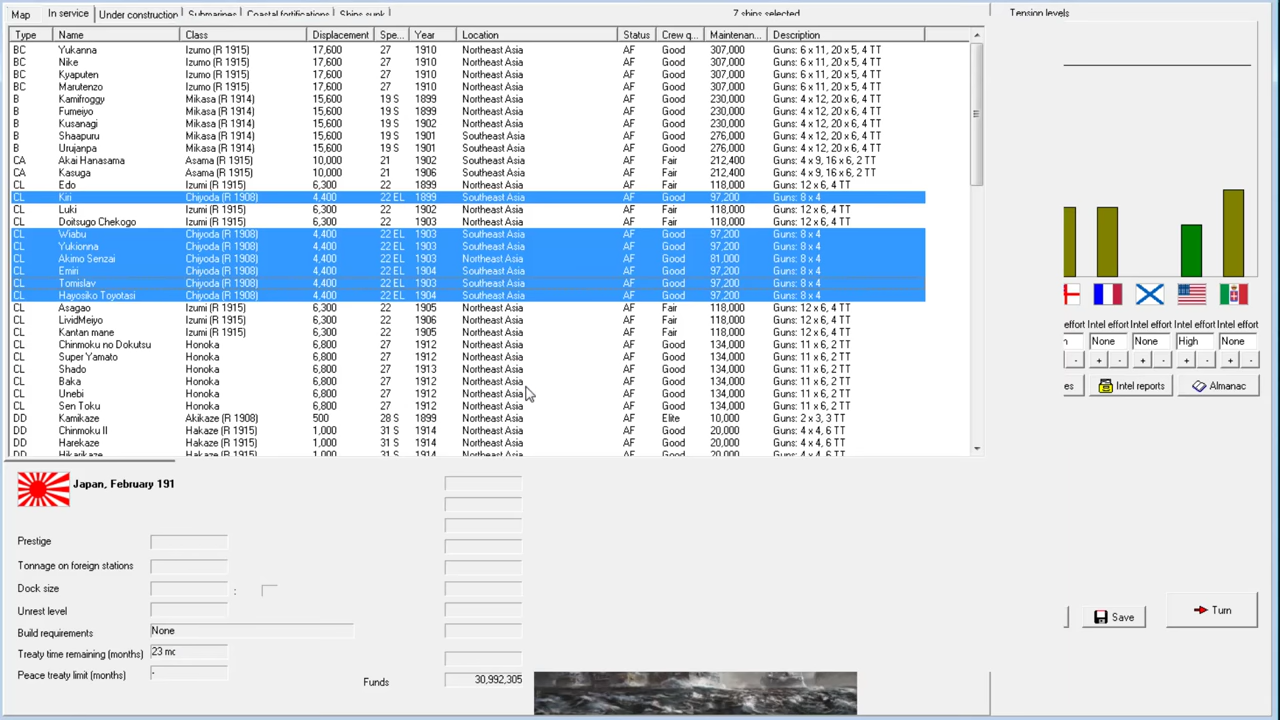 Map In service Under construction Submarines Coastal fortifications Ships sunk 7 ships selected Tension levels
Type Name Class Displacement Spe... Year Location Status Crew q... Maintenan... Description
BC Yukanna Izumo (R 1915) 17,600 27 1910 Northeast Asia AF Good 307,000 Guns: 6 x 11, 20 x 5, 4 TT
BC Nike Izumo (R 1915) 17,600 27 1910 Northeast Asia AF Good 307,000 Guns: 6 x 11, 20 x 5, 4 TT
BC Kyaputen Izumo (R 1915) 17,600 27 1910 Northeast Asia AF Good 307,000 Guns: 6 x 11, 20 x 5, 4 TT
BC Marutenzo Izumo (R 1915) 17,600 27 1910 Northeast Asia AF Good 307,000 Guns: 6 x 11, 20 x 5, 4 TT
B Kamifroggy Mikasa (R 1914) 15,600 19 S 1899 Northeast Asia AF Good 230,000 Guns: 4 x 12, 20 x 6, 2 TT
B Fumeiyo Mikasa (R 1914) 15,600 19 S 1899 Northeast Asia AF Good 230,000 Guns: 4 x 12, 20 x 6, 2 TT
B Kusanagi Mikasa (R 1914) 15,600 19 S 1902 Northeast Asia AF Good 230,000 Guns: 4 x 12, 20 x 6, 2 TT
B Shaapuru Mikasa (R 1914) 15,600 19 S 1901 Southeast Asia AF Good 276,000 Guns: 4 x 12, 20 x 6, 2 TT
B Urujanpa Mikasa (R 1914) 15,600 19 S 1901 Southeast Asia AF Good 276,000 Guns: 4 x 12, 20 x 6, 2 TT
CA Akai Hanasama Asama (R 1915) 10,000 21 1902 Southeast Asia AF Fair 212,400 Guns: 4 x 9, 16 x 6, 2 TT
CA Kasuga Asama (R 1915) 10,000 21 1906 Southeast Asia AF Fair 212,400 Guns: 4 x 9, 16 x 6, 2 TT
CL Edo Izumi (R 1915) 6,300 22 1899 Northeast Asia AF Fair 118,000 Guns: 12 x 6, 4 TT
CL Kiri Chiyoda (R 1908) 4,400 22 EL 1899 Southeast Asia AF Good 97,200 Guns: 8 x 4
CL Luki Izumi (R 1915) 6,300 22 1902 Northeast Asia AF Fair 118,000 Guns: 12 x 6, 4 TT
CL Doitsugo Chekogo Izumi (R 1915) 6,300 22 1903 Northeast Asia AF Fair 118,000 Guns: 12 x 6, 4 TT
CL Wiabu Chiyoda (R 1908) 4,400 22 EL 1903 Southeast Asia AF Good 97,200 Guns: 8 x 4
CL Yukionna Chiyoda (R 1908) 4,400 22 EL 1903 Southeast Asia AF Good 97,200 Guns: 8 x 4
CL Akimo Senzai Chiyoda (R 1908) 4,400 22 EL 1903 Northeast Asia AF Good 81,000 Guns: 8 x 4
CL Emiri Chiyoda (R 1908) 4,400 22 EL 1904 Southeast Asia AF Good 97,200 Guns: 8 x 4
CL Tomislav Chiyoda (R 1908) 4,400 22 EL 1903 Southeast Asia AF Good 97,200 Guns: 8 x 4
CL Hayosiko Toyotasi Chiyoda (R 1908) 4,400 22 EL 1904 Southeast Asia AF Good 97,200 Guns: 8 x 4
CL Asagao Izumi (R 1915) 6,300 22 1905 Northeast Asia AF Fair 118,000 Guns: 12 x 6, 4 TT
CL LividMeiyo Izumi (R 1915) 6,300 22 1906 Northeast Asia AF Fair 118,000 Guns: 12 x 6, 4 TT
CL Kantan mane Izumi (R 1915) 6,300 22 1905 Northeast Asia AF Fair 118,000 Guns: 12 x 6, 4 TT
CL Chinmoku no Dokutsu Honoka 6,800 27 1912 Northeast Asia AF Good 134,000 Guns: 11 x 6, 2 TT
CL Super Yamato Honoka 6,800 27 1912 Northeast Asia AF Good 134,000 Guns: 11 x 6, 2 TT
CL Shado Honoka 6,800 27 1913 Northeast Asia AF Good 134,000 Guns: 11 x 6, 2 TT
CL Baka Honoka 6,800 27 1912 Northeast Asia AF Good 134,000 Guns: 11 x 6, 2 TT
CL Unebi Honoka 6,800 27 1912 Northeast Asia AF Good 134,000 Guns: 11 x 6, 2 TT
CL Sen Toku Honoka 6,800 27 1912 Northeast Asia AF Good 134,000 Guns: 11 x 6, 2 TT
DD Kamikaze Akikaze (R 1908) 500 28 S 1899 Northeast Asia AF Elite 10,000 Guns: 2 x 3, 3 TT
DD Chinmoku II Hakaze (R 1915) 1,000 31 S 1914 Northeast Asia AF Good 20,000 Guns: 4 x 4, 6 TT
DD Harekaze Hakaze (R 1915) 1,000 31 S 1914 Northeast Asia AF Good 20,000 Guns: 4 x 4, 6 TT
DD Hikarikaze Hakaze (R 1915) 1,000 31 S 1914 Northeast Asia AF Good 20,000 Guns: 4 x 4, 6 TT
effort Intel effort Intel effort Intel effort Intel effort
None None High None
- + - + - + - + -
es Intel reports Almanac
Japan, February 191
Prestige
Tonnage on foreign stations
Dock size :
Unrest level
Build requirements None
Treaty time remaining (months) 23 mc
Peace treaty limit (months) -
Funds 30,992,305
Save Turn